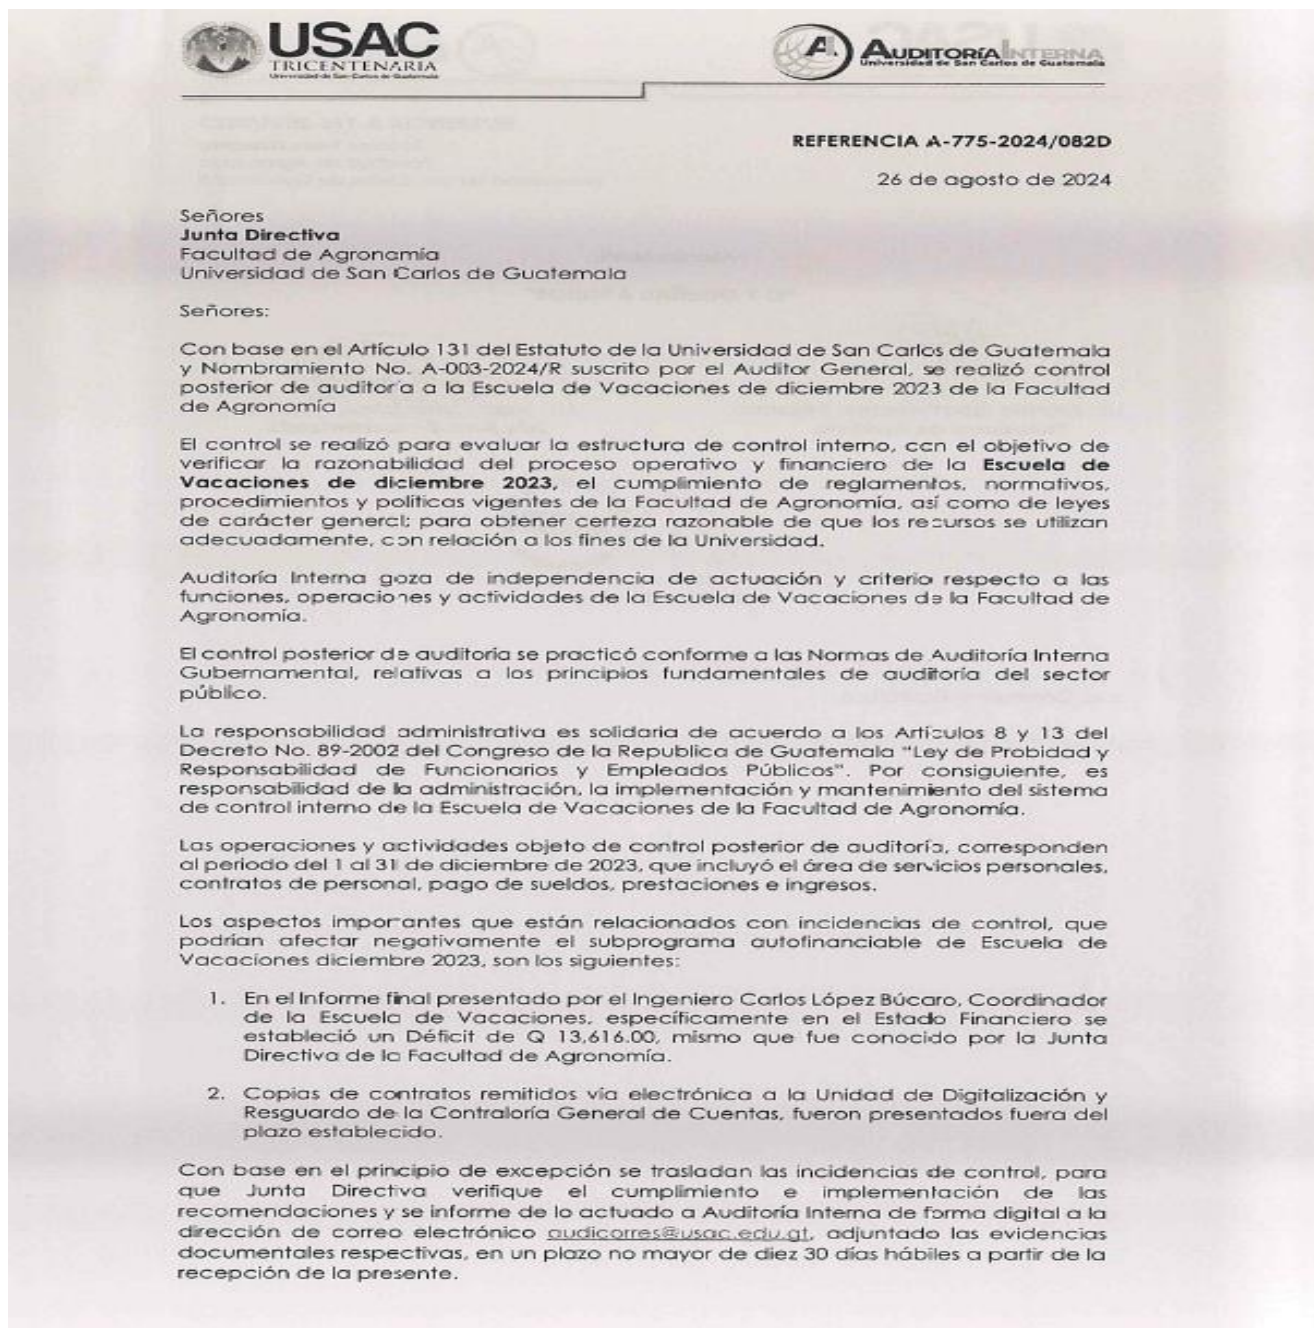 USAC
TRICENTENARIA
Universidad de San Carlos de Guatemala
AUDITORÍA INTERNA
Universidad de San Carlos de Guatemala
REFERENCIA A-775-2024/082D
26 de agosto de 2024
Señores
Junta Directiva
Facultad de Agronomía
Universidad de San Carlos de Guatemala
Señores:
Con base en el Artículo 131 del Estatuto de la Universidad de San Carlos de Guatemala
y Nombramiento No. A-003-2024/R suscrito por el Auditor General, se realizó control
posterior de auditoría a la Escuela de Vacaciones de diciembre 2023 de la Facultad
de Agronomía
El control se realizó para evaluar la estructura de control interno, con el objetivo de
verificar la razonabilidad del proceso operativo y financiero de la Escuela de
Vacaciones de diciembre 2023, el cumplimiento de reglamentos, normativos,
procedimientos y políticas vigentes de la Facultad de Agronomía, así como de leyes
de carácter general; para obtener certeza razonable de que los recursos se utilizan
adecuadamente, con relación a los fines de la Universidad.
Auditoría Interna goza de independencia de actuación y criterio respecto a las
funciones, operaciones y actividades de la Escuela de Vacaciones de la Facultad de
Agronomía.
El control posterior de auditoría se practicó conforme a las Normas de Auditoría Interna
Gubernamental, relativas a los principios fundamentales de auditoría del sector
público.
La responsabilidad administrativa es solidaria de acuerdo a los Artículos 8 y 13 del
Decreto No. 89-2002 del Congreso de la Republica de Guatemala "Ley de Probidad y
Responsabilidad de Funcionarios y Empleados Públicos". Por consiguiente, es
responsabilidad de la administración, la implementación y mantenimiento del sistema
de control interno de la Escuela de Vacaciones de la Facultad de Agronomía.
Las operaciones y actividades objeto de control posterior de auditoría, corresponden
al periodo del 1 al 31 de diciembre de 2023, que incluyó el área de servicios personales,
contratos de personal, pago de sueldos, prestaciones e ingresos.
Los aspectos importantes que están relacionados con incidencias de control, que
podrían afectar negativamente el subprograma autofinanciable de Escuela de
Vacaciones diciembre 2023, son los siguientes:
1. En el Informe final presentado por el Ingeniero Carlos López Búcaro, Coordinador
de la Escuela de Vacaciones, específicamente en el Estado Financiero se
estableció un Déficit de Q 13,616.00, mismo que fue conocido por la Junta
Directiva de la Facultad de Agronomía.
2. Copias de contratos remitidos vía electrónica a la Unidad de Digitalización y
Resguardo de la Contraloría General de Cuentas, fueron presentados fuera del
plazo establecido.
Con base en el principio de excepción se trasladan las incidencias de control, para
que Junta Directiva verifique el cumplimiento e implementación de las
recomendaciones y se informe de lo actuado a Auditoría Interna de forma digital a la
dirección de correo electrónico audicorres@usac.edu.gt, adjuntado las evidencias
documentales respectivas, en un plazo no mayor de diez 30 días hábiles a partir de la
recepción de la presente.